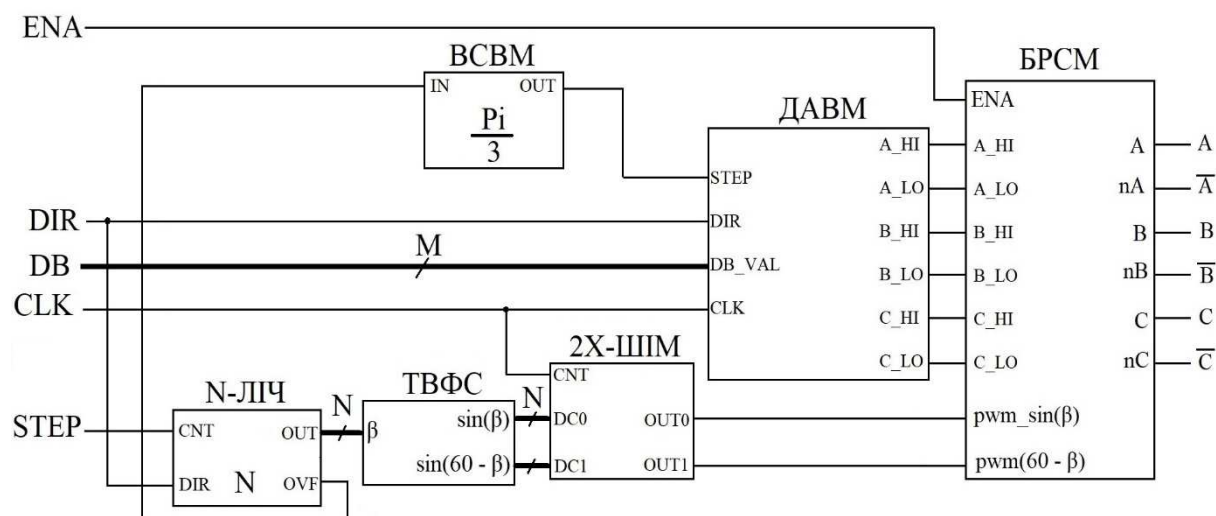 ENA
ВСВМ
IN OUT
Pi
3
ДАВМ
БРСМ
ENA
A_HI A_HI A A
STEP A_LO A_LO nA A
DIR DIR B_HI B_HI B B
DB M DB_VAL B_LO B_LO nB B
CLK CLK C_HI C_HI C C
2X-ШІМ C_LO C_LO nC C
CNT
N-ЛІЧ N ТВФС N
STEP CNT OUT β sin(β) DC0 OUT0 pwm_sin(β)
sin(60 - β) DC1 OUT1 pwm(60 - β)
DIR N OVF